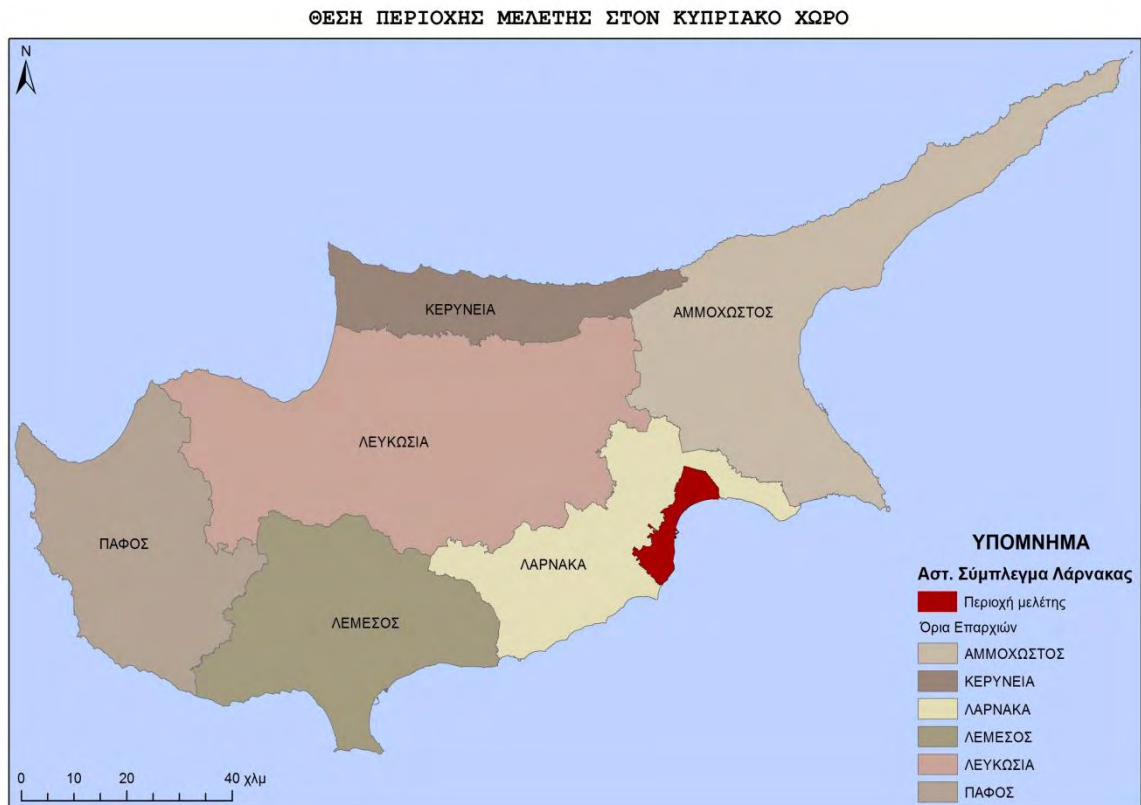 ΘΕΣΗ ΠΕΡΙΟΧΗΣ ΜΕΛΕΤΗΣ ΣΤΟΝ ΚΥΠΡΙΑΚΟ ΧΩΡΟ
N
ΚΕΡΥΝΕΙΑ
ΑΜΜΟΧΩΣΤΟΣ
ΛΕΥΚΩΣΙΑ
ΠΑΦΟΣ
ΛΑΡΝΑΚΑ
ΛΕΜΕΣΟΣ
ΥΠΟΜΝΗΜΑ
Αστ. Σύμπλεγμα Λάρνακας
Περιοχή μελέτης
Όρια Επαρχιών
ΑΜΜΟΧΩΣΤΟΣ
ΚΕΡΥΝΕΙΑ
ΛΑΡΝΑΚΑ
ΛΕΜΕΣΟΣ
ΛΕΥΚΩΣΙΑ
ΠΑΦΟΣ
0 10 20 40 χλμ